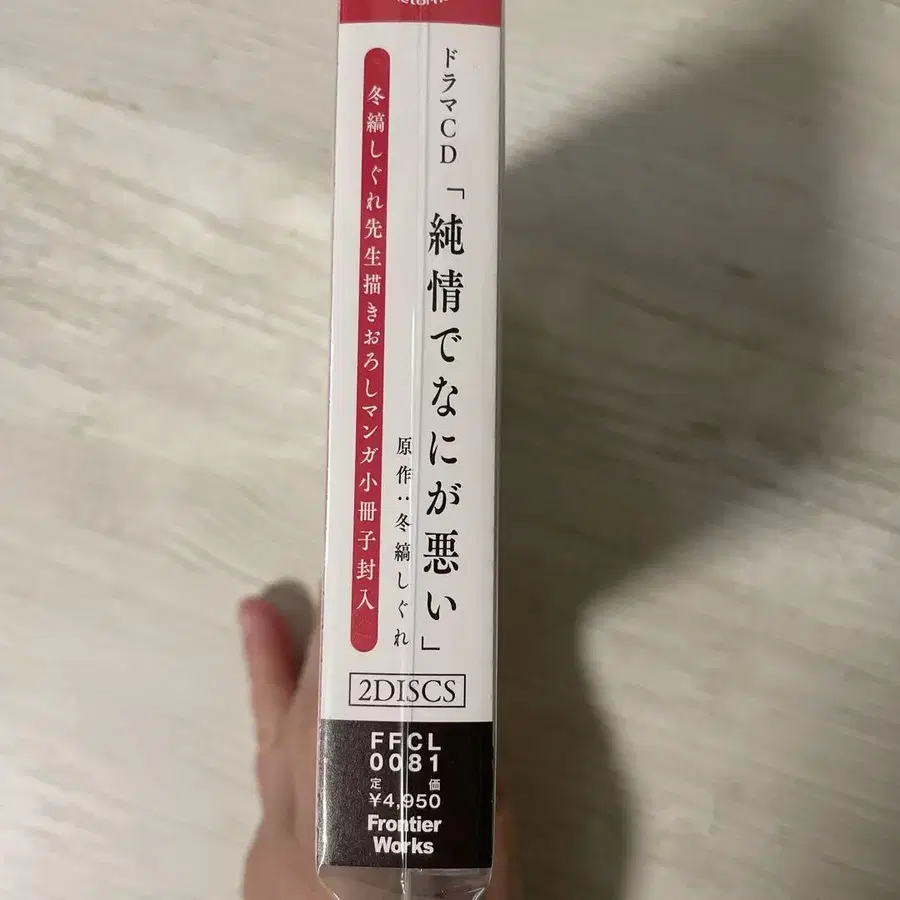 ドラマCD「純情でなにが悪い」
原作:冬縞しぐれ
冬縞しぐれ先生描きおろしマンガ小冊子封入
2DISCS
FFCL
0081
定価
¥4,950
Frontier
Works